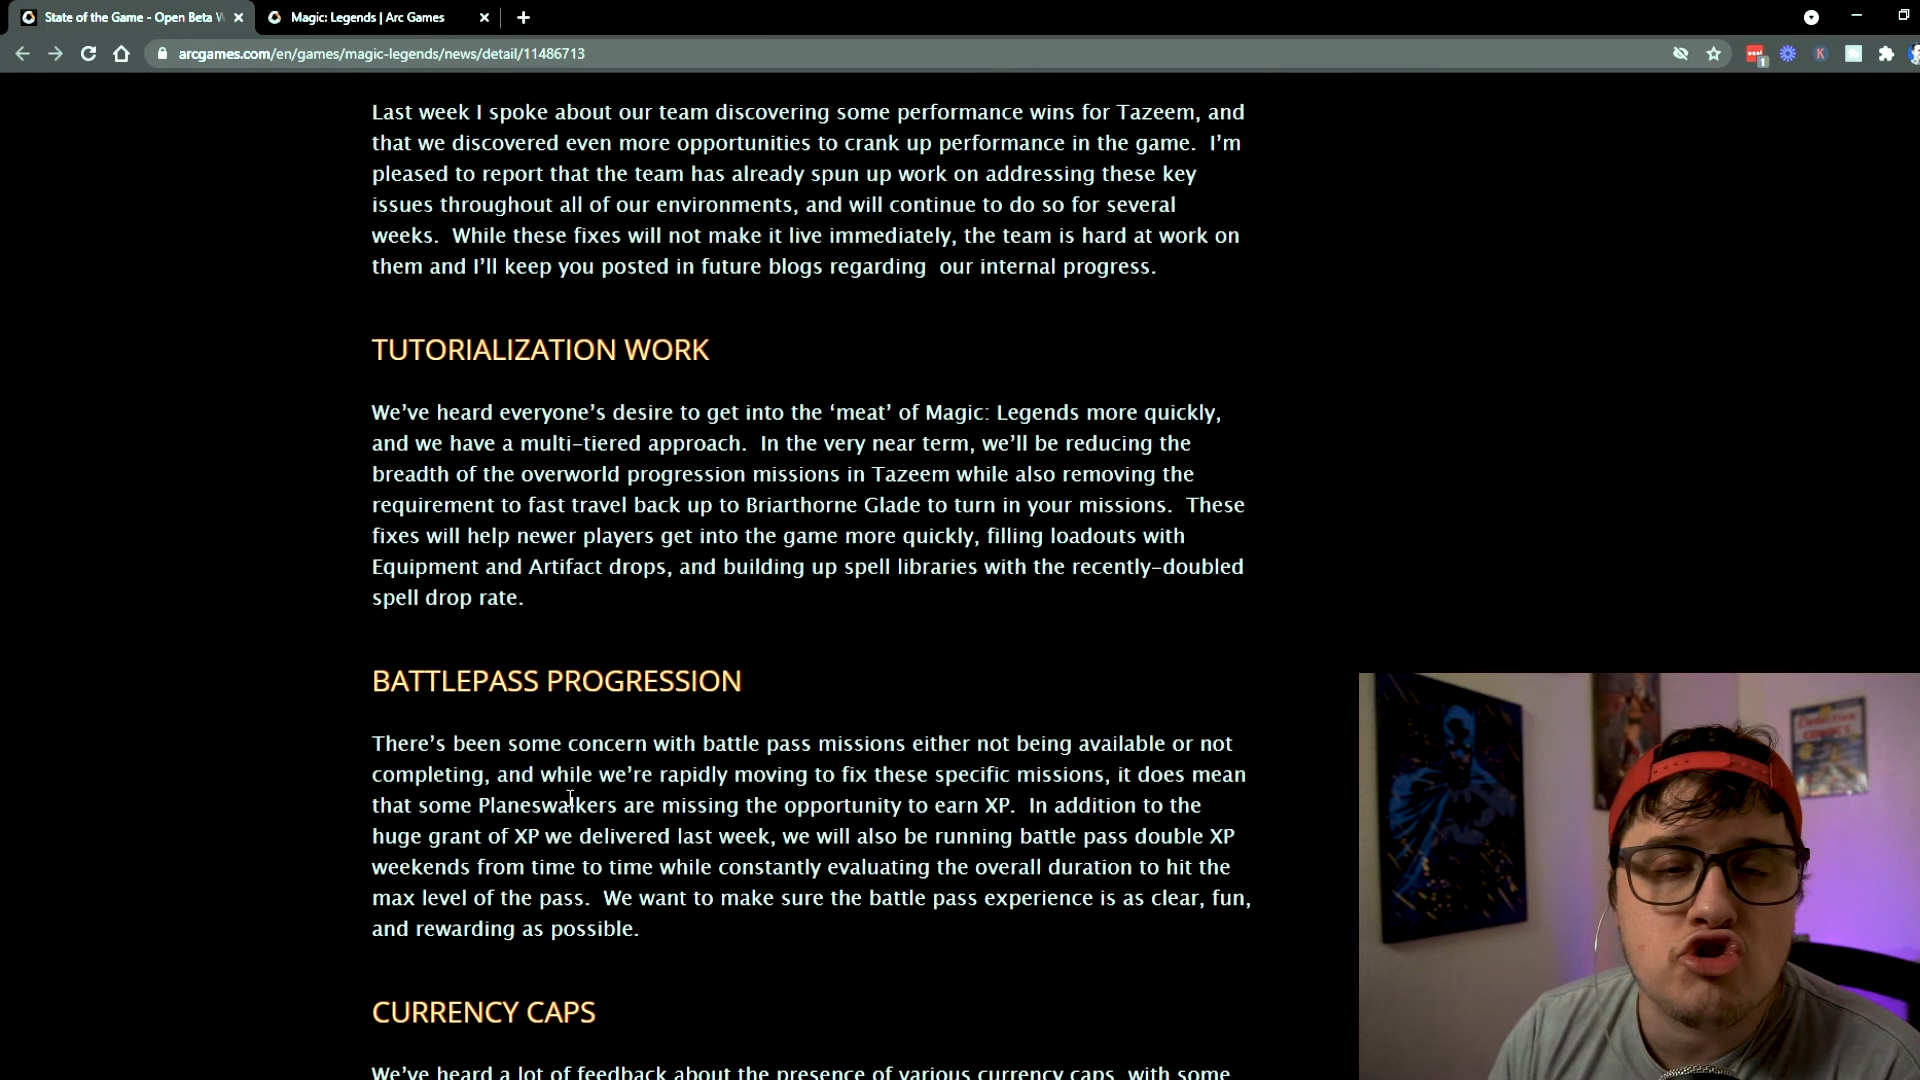 State of the Game - Open Beta
Magic: Legends | Arc Games
arcgames.com/en/games/magic-legends/news/detail/11486713
1
K
Last week I spoke about our team discovering some performance wins for Tazeem, and
that we discovered even more opportunities to crank up performance in the game.  I’m
pleased to report that the team has already spun up work on addressing these key
issues throughout all of our environments, and will continue to do so for several
weeks.  While these fixes will not make it live immediately, the team is hard at work on
them and I’ll keep you posted in future blogs regarding  our internal progress.
TUTORIALIZATION WORK
We’ve heard everyone’s desire to get into the ‘meat’ of Magic: Legends more quickly,
and we have a multi-tiered approach.  In the very near term, we’ll be reducing the
breadth of the overworld progression missions in Tazeem while also removing the
requirement to fast travel back up to Briarthorne Glade to turn in your missions.  These
fixes will help newer players get into the game more quickly, filling loadouts with
Equipment and Artifact drops, and building up spell libraries with the recently-doubled
spell drop rate.
BATTLEPASS PROGRESSION
There’s been some concern with battle pass missions either not being available or not
completing, and while we’re rapidly moving to fix these specific missions, it does mean
that some Planeswalkers are missing the opportunity to earn XP.  In addition to the
huge grant of XP we delivered last week, we will also be running battle pass double XP
weekends from time to time while constantly evaluating the overall duration to hit the
max level of the pass.  We want to make sure the battle pass experience is as clear, fun,
and rewarding as possible.
CURRENCY CAPS
We’ve heard a lot of feedback about the presence of various currency caps, with some